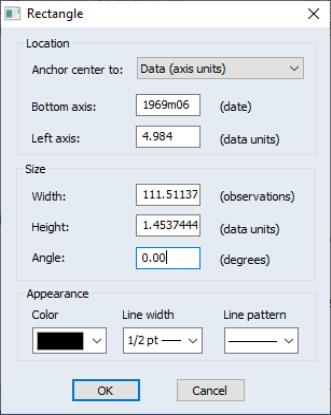 Rectangle
Location
Anchor center to: Data (axis units)
Bottom axis: 1969m06 (date)
Left axis: 4.984 (data units)
Size
Width: 111.51137 (observations)
Height: 1.4537444 (data units)
Angle: 0.00 (degrees)
Appearance
Color Line width Line pattern
1/2 pt
OK Cancel